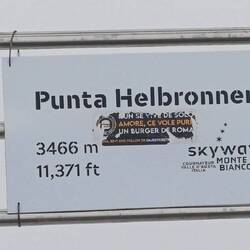 Punta Helbronner
UN SE VIVE DE SOLO
AMORE, CE VOLE PURE
UN BURGER DE ROMA
3466 m
11,371 ft
SKYWAY
MONTE
BIANCO
COURMAYEUR
VALLE D'AOSTA
ITALIA